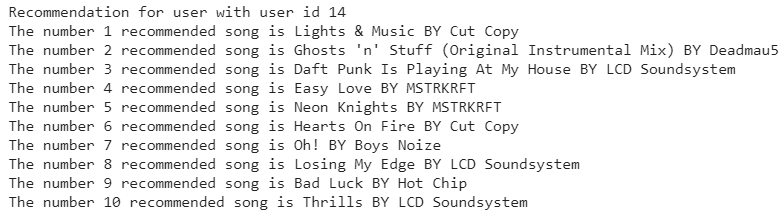 Recommendation for user with user id 14
The number 1 recommended song is Lights & Music BY Cut Copy
The number 2 recommended song is Ghosts 'n' Stuff (Original Instrumental Mix) BY Deadmau5
The number 3 recommended song is Daft Punk Is Playing At My House BY LCD Soundsystem
The number 4 recommended song is Easy Love BY MSTRKRFT
The number 5 recommended song is Neon Knights BY MSTRKRFT
The number 6 recommended song is Hearts On Fire BY Cut Copy
The number 7 recommended song is Oh! BY Boys Noize
The number 8 recommended song is Losing My Edge BY LCD Soundsystem
The number 9 recommended song is Bad Luck BY Hot Chip
The number 10 recommended song is Thrills BY LCD Soundsystem